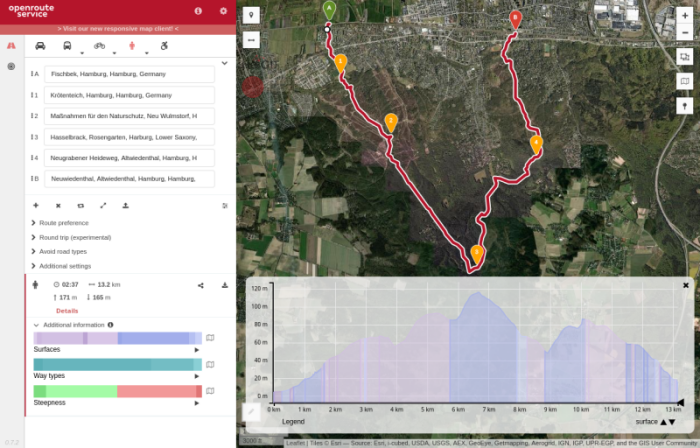 openroute
service
> Visit our new responsive map client! <
A
Fischbek, Hamburg, Hamburg, Germany
1
Krötenteich, Hamburg, Hamburg, Germany
2
Maßnahmen für den Naturschutz, Neu Wulmstorf, H
3
Hasselbrack, Rosengarten, Harburg, Lower Saxony,
4
Neugrabener Heideweg, Altwiedenthal, Hamburg, H
B
Neuwiedenthal, Altwiedenthal, Hamburg, Hamburg,
Route preference
Round trip (experimental)
Avoid road types
Additional settings
02:37 13.2 km
171 m 165 m
Details
Additional information
Surfaces
Way types
Steepness
0.7.2
A
B
1
2
4
120 m
100 m
80 m
60 m
40 m
20 m
0 m
0 km 1 km 2 km 3 km 4 km 5 km 6 km 7 km 8 km 9 km 10 km 11 km 12 km 13 km
Legend
surface
Leaflet | Tiles © Esri — Source: Esri, i-cubed, USDA, USGS, AEX, GeoEye, Getmapping, Aerogrid, IGN, IGP, UPR-EGP, and the GIS User Community